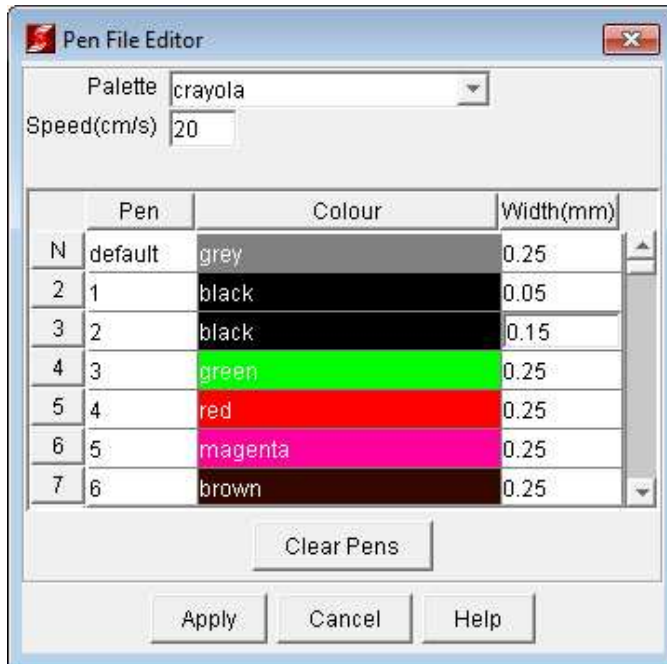 Pen File Editor
Palette crayola
Speed(cm/s) 20
Pen Colour Width(mm)
N default grey 0.25
2 1 black 0.05
3 2 black 0.15
4 3 green 0.25
5 4 red 0.25
6 5 magenta 0.25
7 6 brown 0.25
Clear Pens
Apply Cancel Help